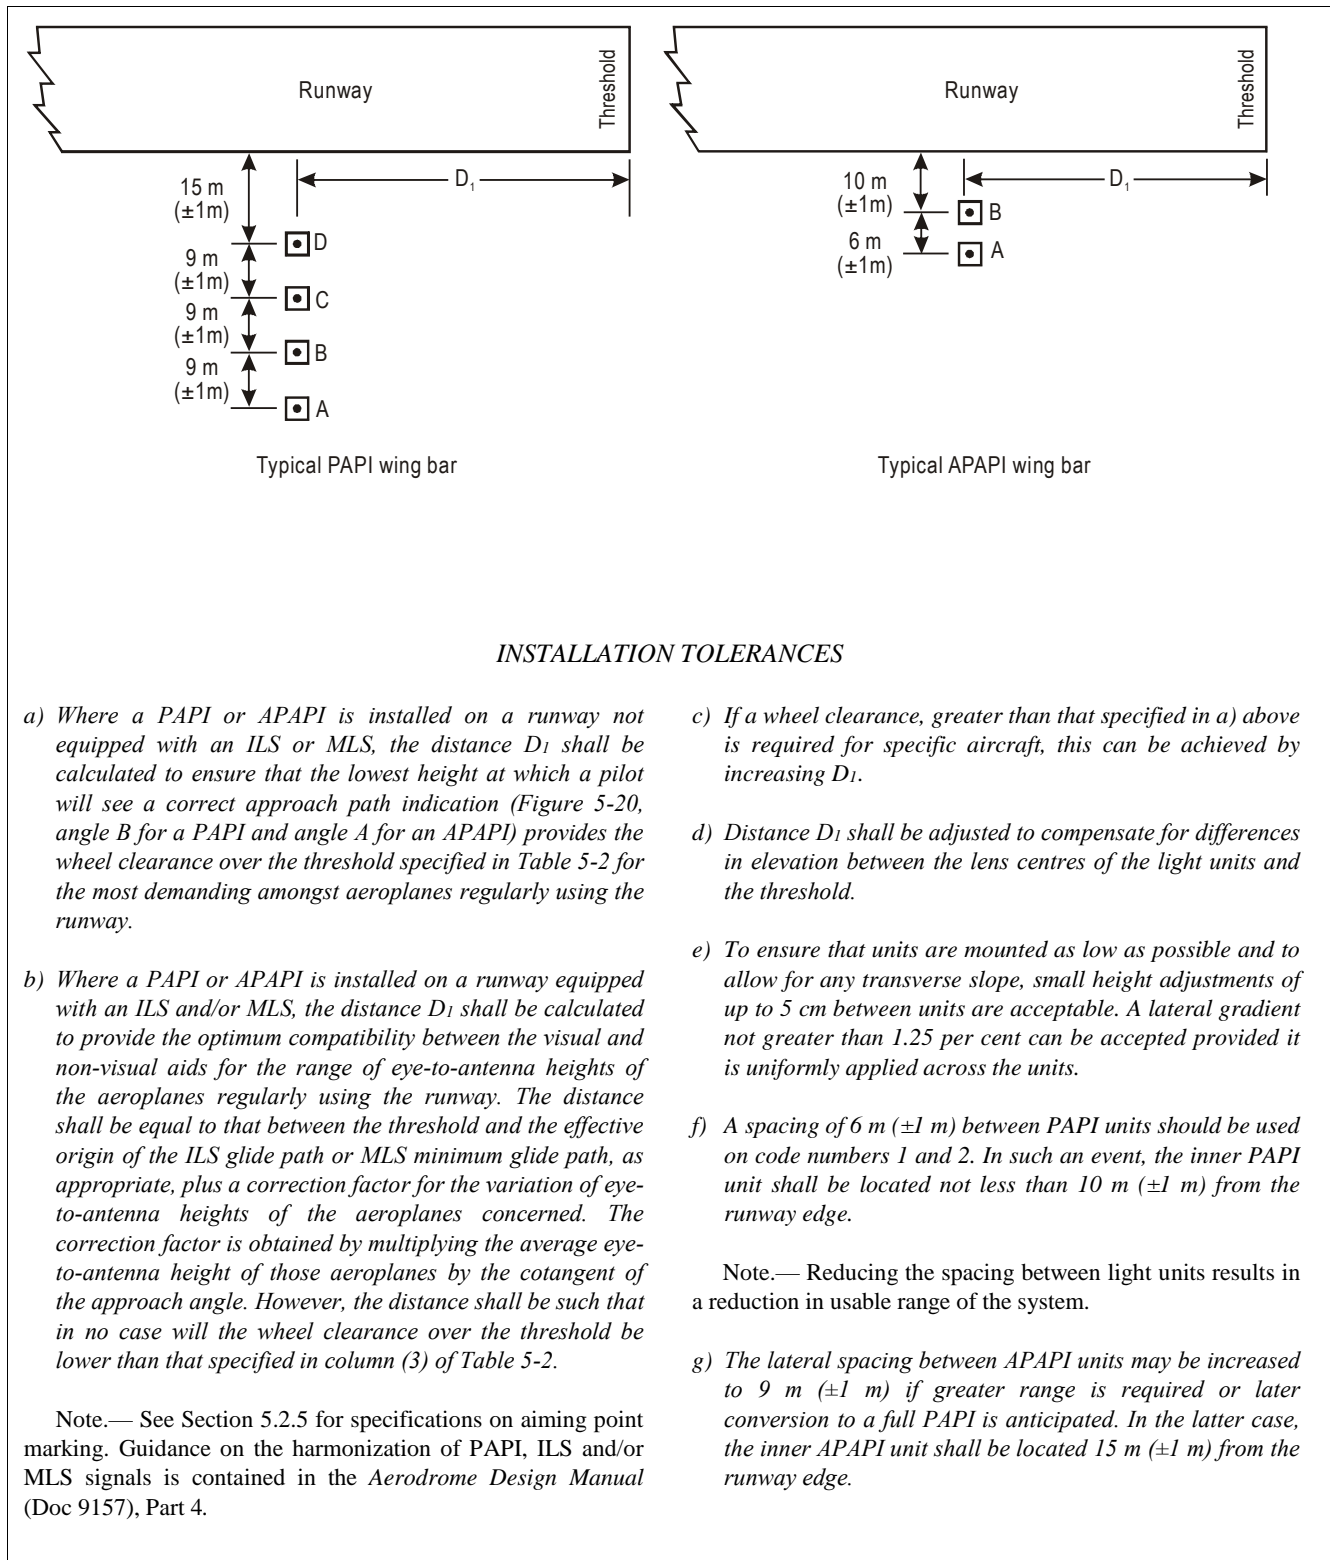 Runway
Threshold
15 m
(±1m)
D1
D
9 m
(±1m)
C
9 m
(±1m)
B
9 m
(±1m)
A
Typical PAPI wing bar
Runway
Threshold
10 m
(±1m)
D1
B
6 m
(±1m)
A
Typical APAPI wing bar
INSTALLATION TOLERANCES
a) Where a PAPI or APAPI is installed on a runway not
equipped with an ILS or MLS, the distance D1 shall be
calculated to ensure that the lowest height at which a pilot
will see a correct approach path indication (Figure 5-20,
angle B for a PAPI and angle A for an APAPI) provides the
wheel clearance over the threshold specified in Table 5-2 for
the most demanding amongst aeroplanes regularly using the
runway.
b) Where a PAPI or APAPI is installed on a runway equipped
with an ILS and/or MLS, the distance D1 shall be calculated
to provide the optimum compatibility between the visual and
non-visual aids for the range of eye-to-antenna heights of
the aeroplanes regularly using the runway. The distance
shall be equal to that between the threshold and the effective
origin of the ILS glide path or MLS minimum glide path, as
appropriate, plus a correction factor for the variation of eye-
to-antenna heights of the aeroplanes concerned. The
correction factor is obtained by multiplying the average eye-
to-antenna height of those aeroplanes by the cotangent of
the approach angle. However, the distance shall be such that
in no case will the wheel clearance over the threshold be
lower than that specified in column (3) of Table 5-2.
Note.— See Section 5.2.5 for specifications on aiming point
marking. Guidance on the harmonization of PAPI, ILS and/or
MLS signals is contained in the Aerodrome Design Manual
(Doc 9157), Part 4.
c) If a wheel clearance, greater than that specified in a) above
is required for specific aircraft, this can be achieved by
increasing D1.
d) Distance D1 shall be adjusted to compensate for differences
in elevation between the lens centres of the light units and
the threshold.
e) To ensure that units are mounted as low as possible and to
allow for any transverse slope, small height adjustments of
up to 5 cm between units are acceptable. A lateral gradient
not greater than 1.25 per cent can be accepted provided it
is uniformly applied across the units.
f) A spacing of 6 m (±1 m) between PAPI units should be used
on code numbers 1 and 2. In such an event, the inner PAPI
unit shall be located not less than 10 m (±1 m) from the
runway edge.
Note.— Reducing the spacing between light units results in
a reduction in usable range of the system.
g) The lateral spacing between APAPI units may be increased
to 9 m (±1 m) if greater range is required or later
conversion to a full PAPI is anticipated. In the latter case,
the inner APAPI unit shall be located 15 m (±1 m) from the
runway edge.